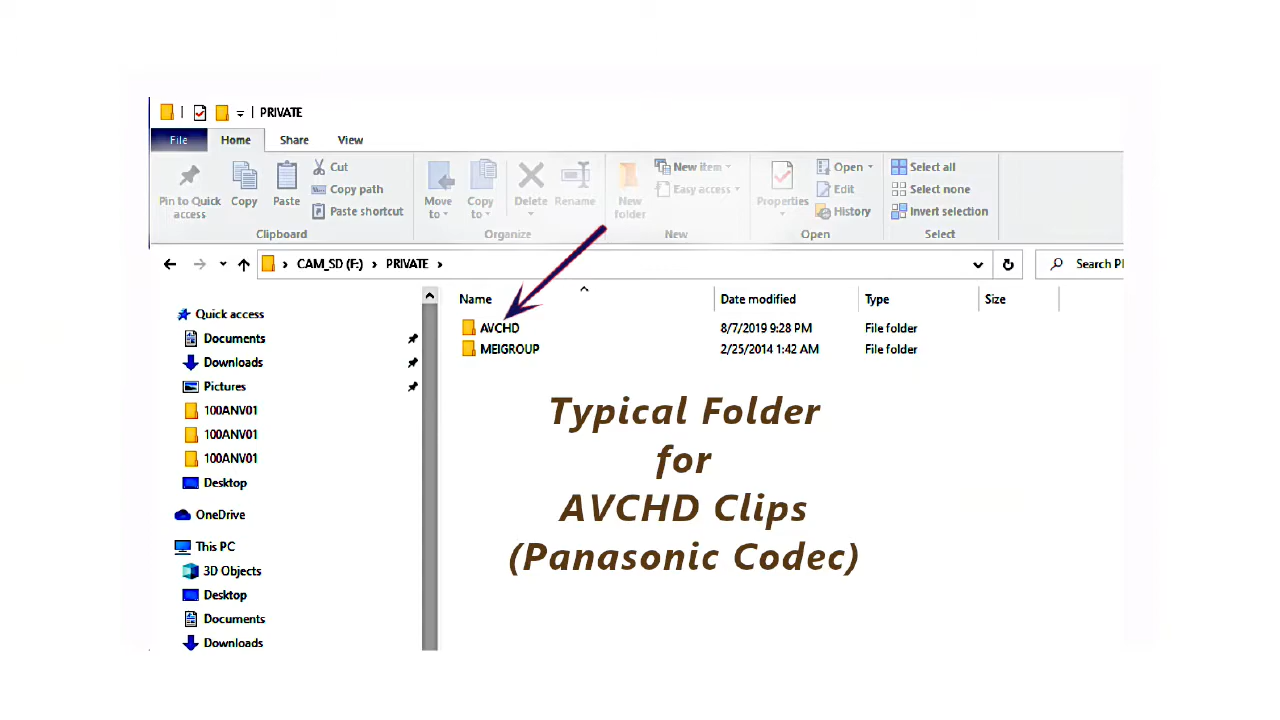 PRIVATE
File Home Share View
Pin to Quick access
Copy
Paste
Cut
Copy path
Paste shortcut
Clipboard
Move to
Copy to
Delete
Rename
Organize
New folder
New item
Easy access
New
Properties
Open
Edit
History
Open
Select all
Select none
Invert selection
Select
CAM_SD (F:) › PRIVATE ›
Search
Name Date modified Type Size
AVCHD 8/7/2019 9:28 PM File folder
MEIGROUP 2/25/2014 1:42 AM File folder
Quick access
Documents
Downloads
Pictures
100ANV01
100ANV01
100ANV01
Desktop
OneDrive
This PC
3D Objects
Desktop
Documents
Downloads
Typical Folder
for
AVCHD Clips
(Panasonic Codec)